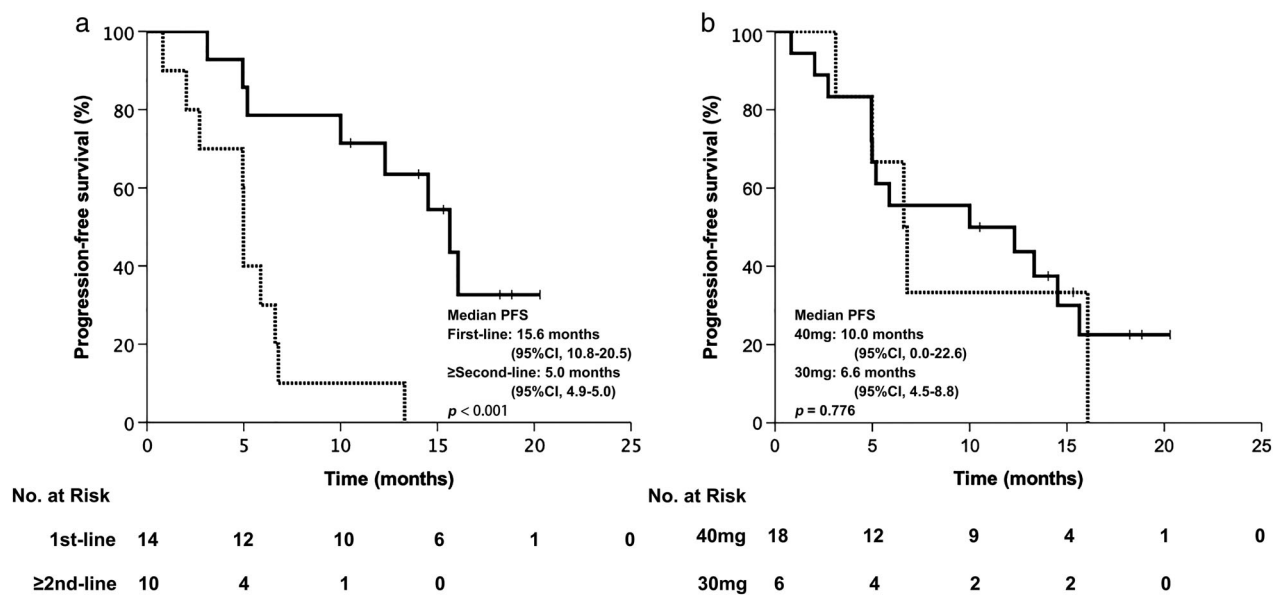 a
100
80
60
40
20
0
Progression-free survival (%)
0 5 10 15 20 25
Time (months)
Median PFS
First-line: 15.6 months
(95%CI, 10.8-20.5)
≥Second-line: 5.0 months
(95%CI, 4.9-5.0)
p < 0.001
No. at Risk
1st-line 14 12 10 6 1 0
≥2nd-line 10 4 1 0
b
100
80
60
40
20
0
Progression-free survival (%)
0 5 10 15 20 25
Time (months)
Median PFS
40mg: 10.0 months
(95%CI, 0.0-22.6)
30mg: 6.6 months
(95%CI, 4.5-8.8)
p = 0.776
No. at Risk
40mg 18 12 9 4 1 0
30mg 6 4 2 2 0